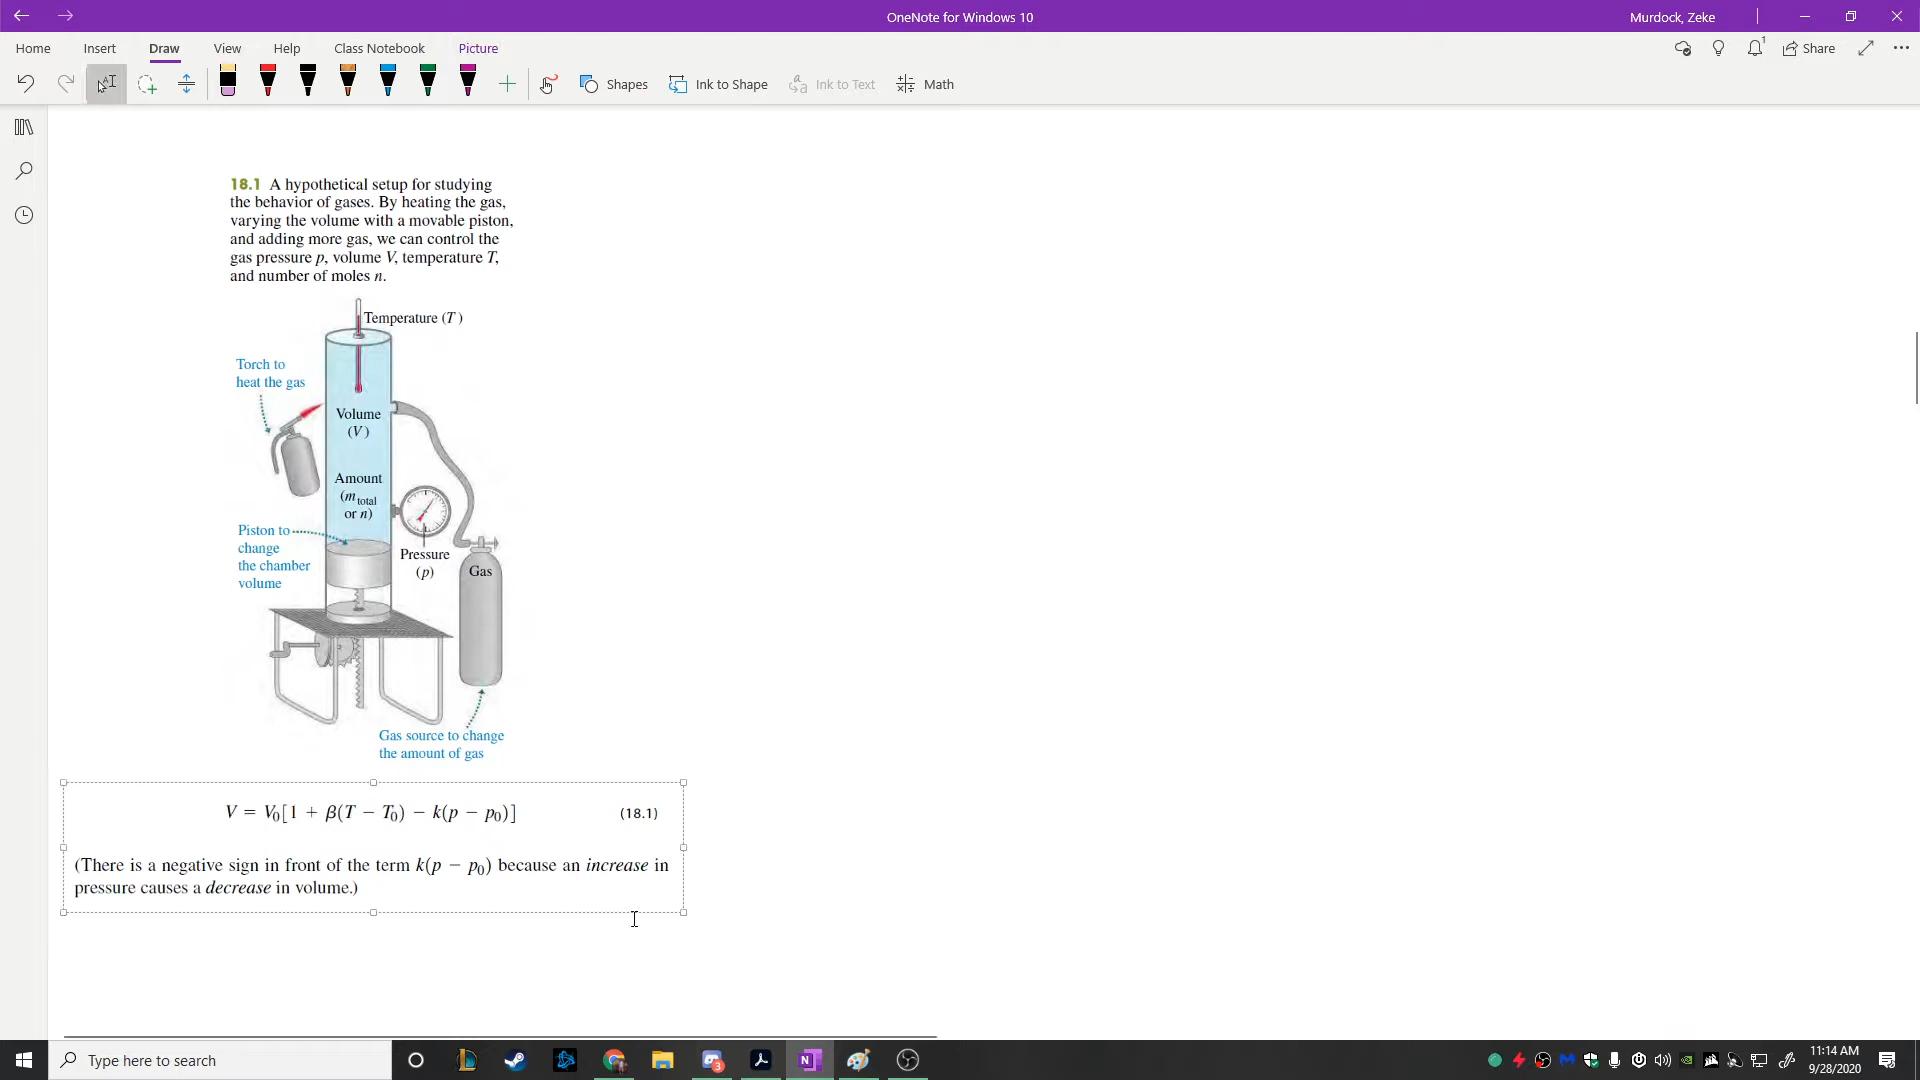 OneNote for Windows 10
Murdock, Zeke
Home Insert Draw View Help Class Notebook Picture
1 Share
Shapes Ink to Shape Ink to Text Math
18.1 A hypothetical setup for studying
the behavior of gases. By heating the gas,
varying the volume with a movable piston,
and adding more gas, we can control the
gas pressure p, volume V, temperature T,
and number of moles n.
Temperature (T)
Torch to
heat the gas
Volume
(V)
Amount
(m total
or n)
Piston to
change
the chamber
volume
Pressure
(p)
Gas
Gas source to change
the amount of gas
V = V₀[1 + β(T − T₀) − k(p − p₀)] (18.1)
(There is a negative sign in front of the term k(p − p₀) because an increase in
pressure causes a decrease in volume.)
Type here to search
3
N
11:14 AM
9/28/2020